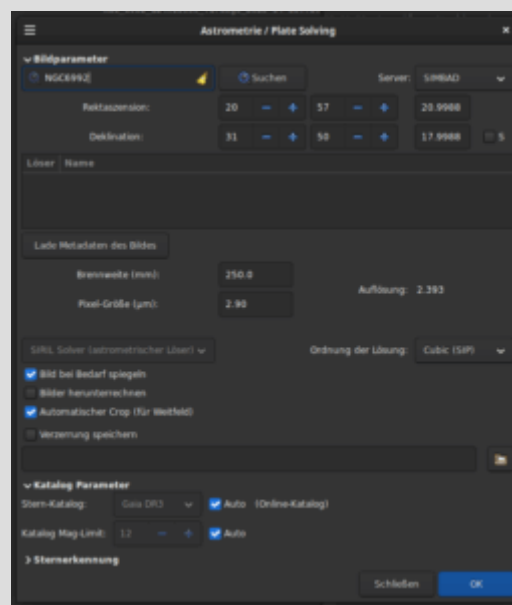 Astrometrie / Plate Solving
Bildparameter
NGC6992 Suchen Server: SIMBAD
Rektaszension: 20 − + 57 − + 20.9988
Deklination: 31 − + 50 − + 17.9988 S
Löser Name
Lade Metadaten des Bildes
Brennweite (mm): 250.0
Auflösung: 2.393
Pixel-Größe (µm): 2.90
SIRIL Solver (astrometrischer Löser) Ordnung der Lösung: Cubic (SIP)
Bild bei Bedarf spiegeln
Bilder herunterrechnen
Automatischer Crop (für Weitfeld)
Verzerrung speichern
Katalog Parameter
Stern-Katalog: Gaia DR3 Auto (Online-Katalog)
Katalog Mag-Limit: 12 − + Auto
Sternerkennung
Schließen OK